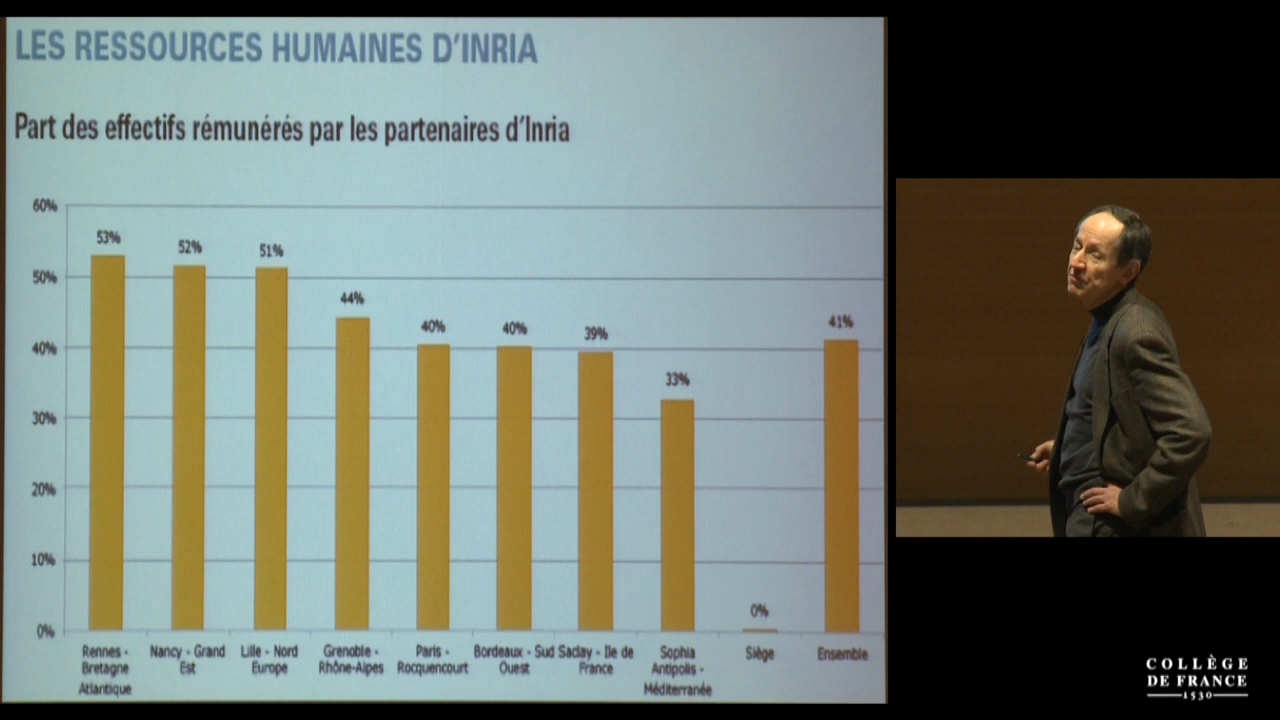 LES RESSOURCES HUMAINES D'INRIA
Part des effectifs rémunérés par les partenaires d'Inria
60%
50%
40%
30%
20%
10%
0%
53%
52%
51%
44%
40%
40%
39%
33%
0%
41%
Rennes -
Bretagne
Atlantique
Nancy - Grand
Est
Lille - Nord
Europe
Grenoble -
Rhône-Alpes
Paris -
Rocquencourt
Bordeaux - Sud
Ouest
Saclay - Ile de
France
Sophia
Antipolis -
Méditerranée
Siège
Ensemble
COLLÈGE
DE FRANCE
1530